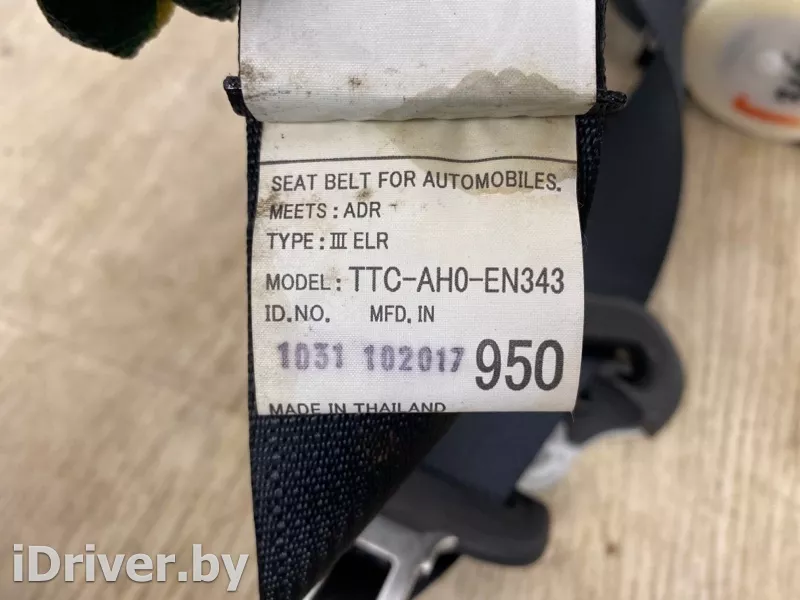 SEAT BELT FOR AUTOMOBILES.
MEETS: ADR
TYPE: III ELR
MODEL: TTC-AH0-EN343
ID.NO. MFD. IN
1031 102017 950
MADE IN THAILAND
iDriver.by